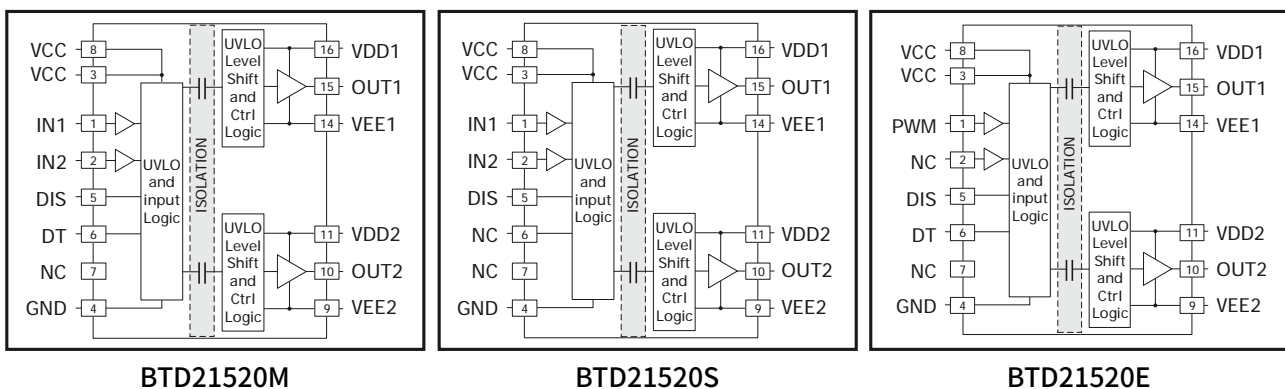 VCC
8
VCC
3
IN1
1
IN2
2
DIS
5
DT
6
NC
7
GND
4
UVLO
and
input
Logic
ISOLATION
UVLO
Level
Shift
and
Ctrl
Logic
16 VDD1
15 OUT1
14 VEE1
UVLO
Level
Shift
and
Ctrl
Logic
11 VDD2
10 OUT2
9 VEE2
BTD21520M
VCC
8
VCC
3
IN1
1
IN2
2
DIS
5
NC
6
NC
7
GND
4
UVLO
and
input
Logic
ISOLATION
UVLO
Level
Shift
and
Ctrl
Logic
16 VDD1
15 OUT1
14 VEE1
UVLO
Level
Shift
and
Ctrl
Logic
11 VDD2
10 OUT2
9 VEE2
BTD21520S
VCC
8
VCC
3
PWM
1
NC
2
DIS
5
DT
6
NC
7
GND
4
UVLO
and
input
Logic
ISOLATION
UVLO
Level
Shift
and
Ctrl
Logic
16 VDD1
15 OUT1
14 VEE1
UVLO
Level
Shift
and
Ctrl
Logic
11 VDD2
10 OUT2
9 VEE2
BTD21520E